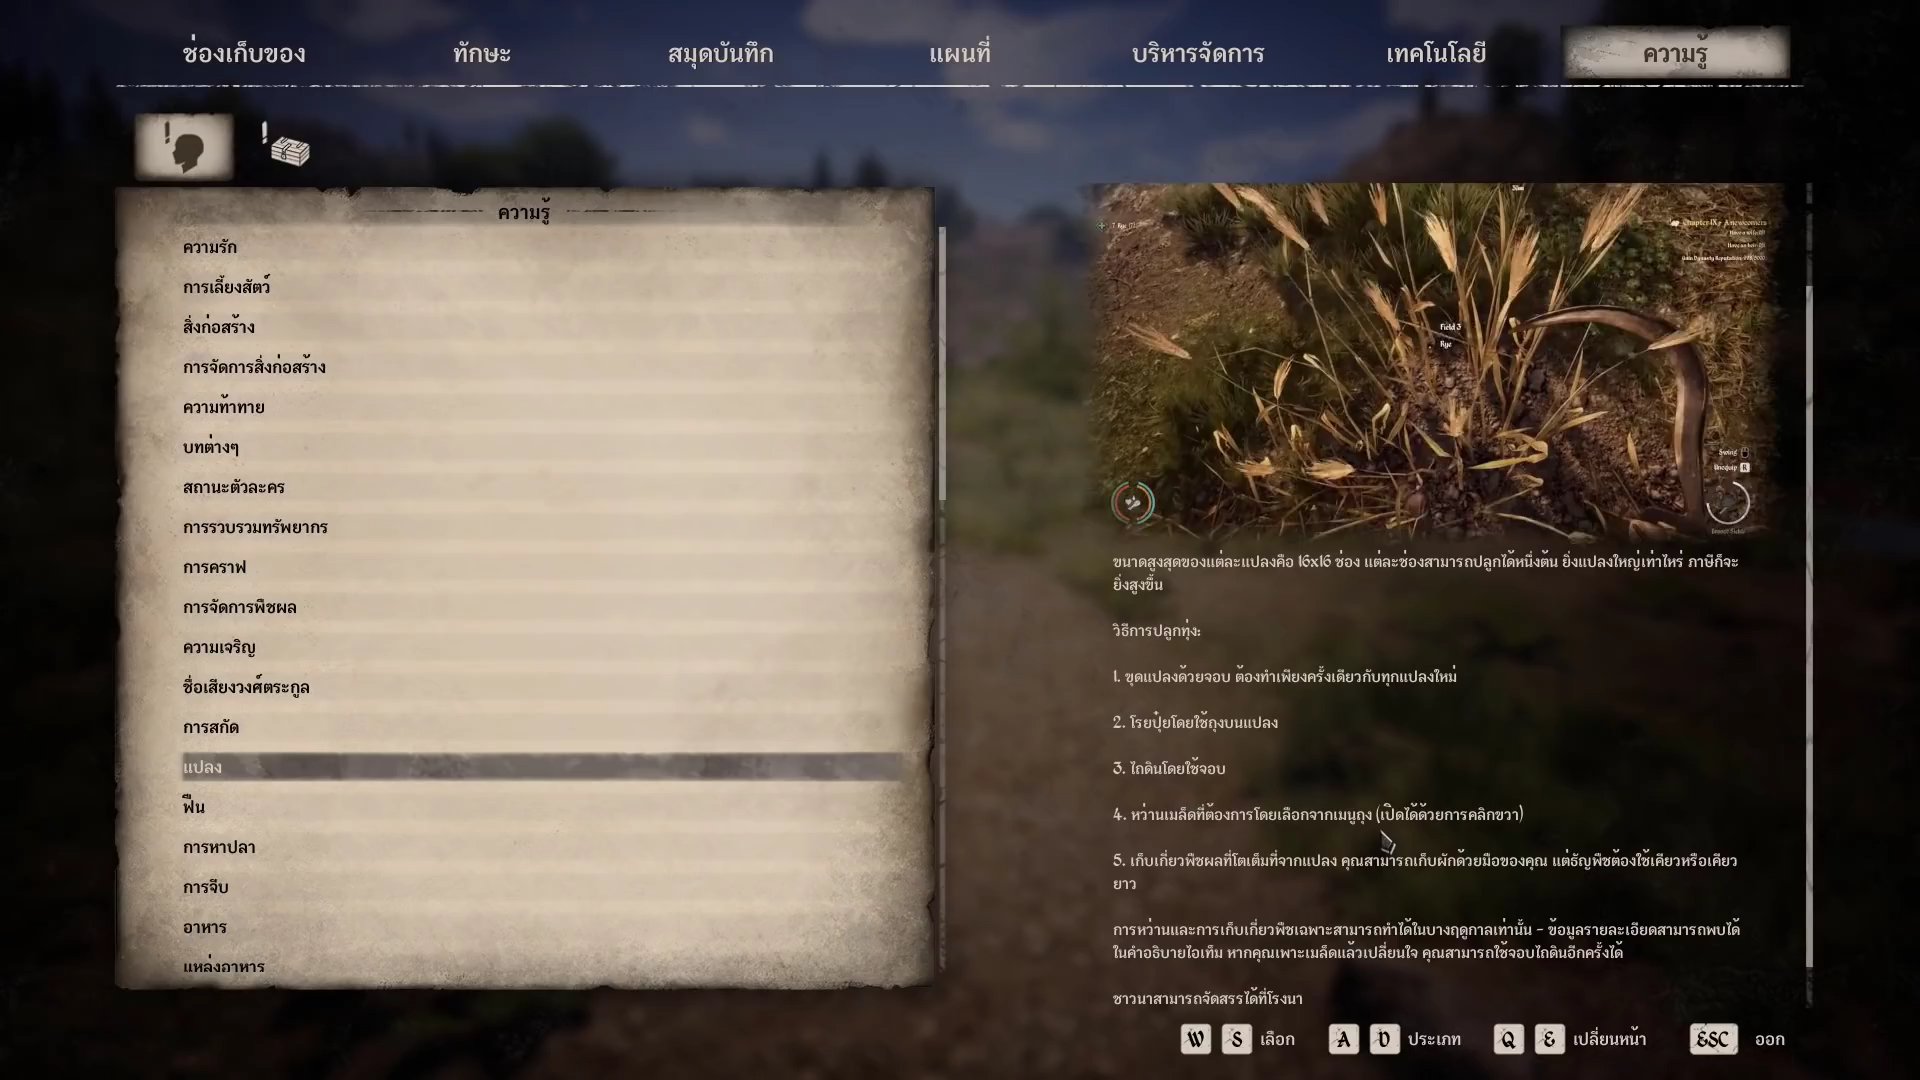 ช่องเก็บของ
ทักษะ
สมุดบันทึก
แผนที่
บริหารจัดการ
เทคโนโลยี
ความรู้
ความรู้
ความรัก
การเลี้ยงสัตว์
สิ่งก่อสร้าง
การจัดการสิ่งก่อสร้าง
ความท้าทาย
บทต่างๆ
สถานะตัวละคร
การรวบรวมทรัพยากร
การคราฟ
การจัดการพืชผล
ความเจริญ
ชื่อเสียงวงศ์ตระกูล
การสกัด
แปลง
ฟืน
การหาปลา
การจีบ
อาหาร
แหล่งอาหาร
Field 3
Rye
Swing
Unequip R
ขนาดสูงสุดของแต่ละแปลงคือ 16x16 ช่อง แต่ละช่องสามารถปลูกได้หนึ่งต้น ยิ่งแปลงใหญ่เท่าไหร่ ภาษีก็จะ
ยิ่งสูงขึ้น
วิธีการปลูกทุ่ง:
1. ขุดแปลงด้วยจอบ ต้องทำเพียงครั้งเดียวกับทุกแปลงใหม่
2. โรยปุ๋ยโดยใช้ถุงบนแปลง
3. ไถดินโดยใช้จอบ
4. หว่านเมล็ดที่ต้องการโดยเลือกจากเมนูถุง (เปิดได้ด้วยการคลิกขวา)
5. เก็บเกี่ยวพืชผลที่โตเต็มที่จากแปลง คุณสามารถเก็บผักด้วยมือของคุณ แต่ธัญพืชต้องใช้เคียวหรือเคียว
ยาว
การหว่านและการเก็บเกี่ยวพืชเฉพาะสามารถทำได้ในบางฤดูกาลเท่านั้น - ข้อมูลรายละเอียดสามารถพบได้
ในคำอธิบายไอเท็ม หากคุณเพาะเมล็ดแล้วเปลี่ยนใจ คุณสามารถใช้จอบไถดินอีกครั้งได้
ชาวนาสามารถจัดสรรได้ที่โรงนา
W S เลือก
A D ประเภท
Q E เปลี่ยนหน้า
ESC ออก